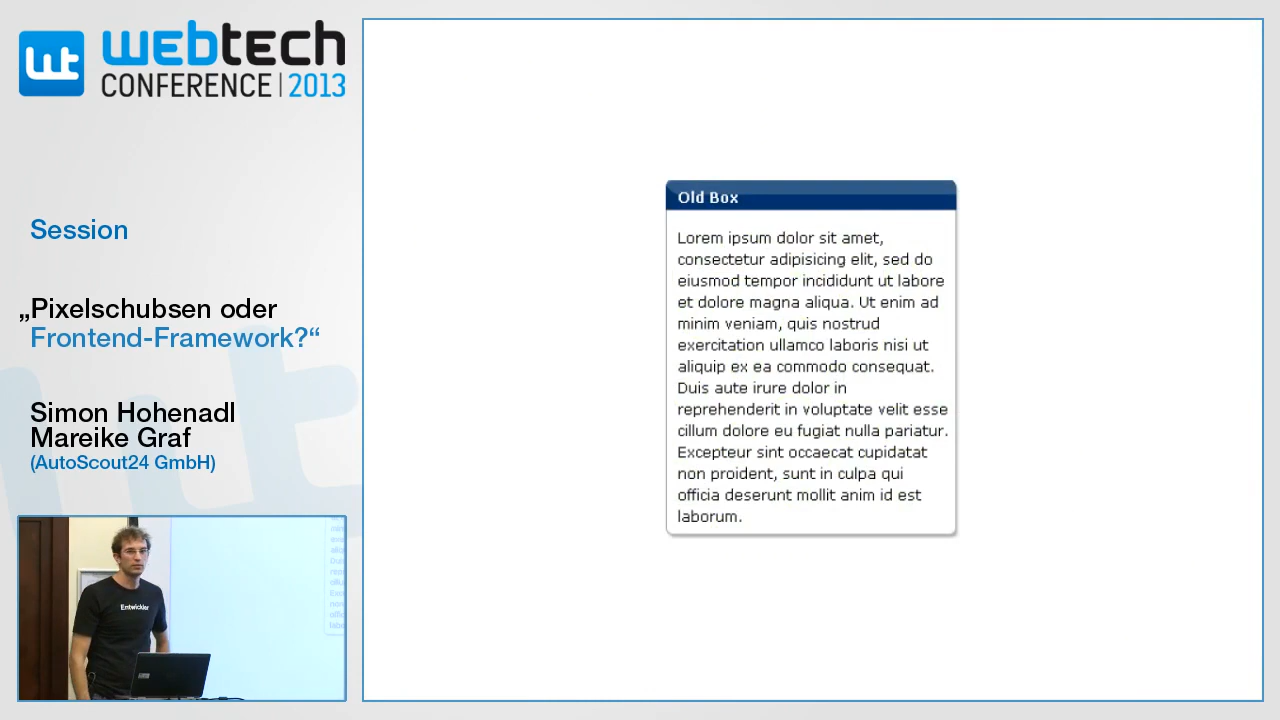 webtech
CONFERENCE | 2013
Session
„Pixelschubsen oder
Frontend-Framework?“
Simon Hohenadl
Mareike Graf
(AutoScout24 GmbH)
Entwickler
Old Box
Lorem ipsum dolor sit amet,
consectetur adipisicing elit, sed do
eiusmod tempor incididunt ut labore
et dolore magna aliqua. Ut enim ad
minim veniam, quis nostrud
exercitation ullamco laboris nisi ut
aliquip ex ea commodo consequat.
Duis aute irure dolor in
reprehenderit in voluptate velit esse
cillum dolore eu fugiat nulla pariatur.
Excepteur sint occaecat cupidatat
non proident, sunt in culpa qui
officia deserunt mollit anim id est
laborum.